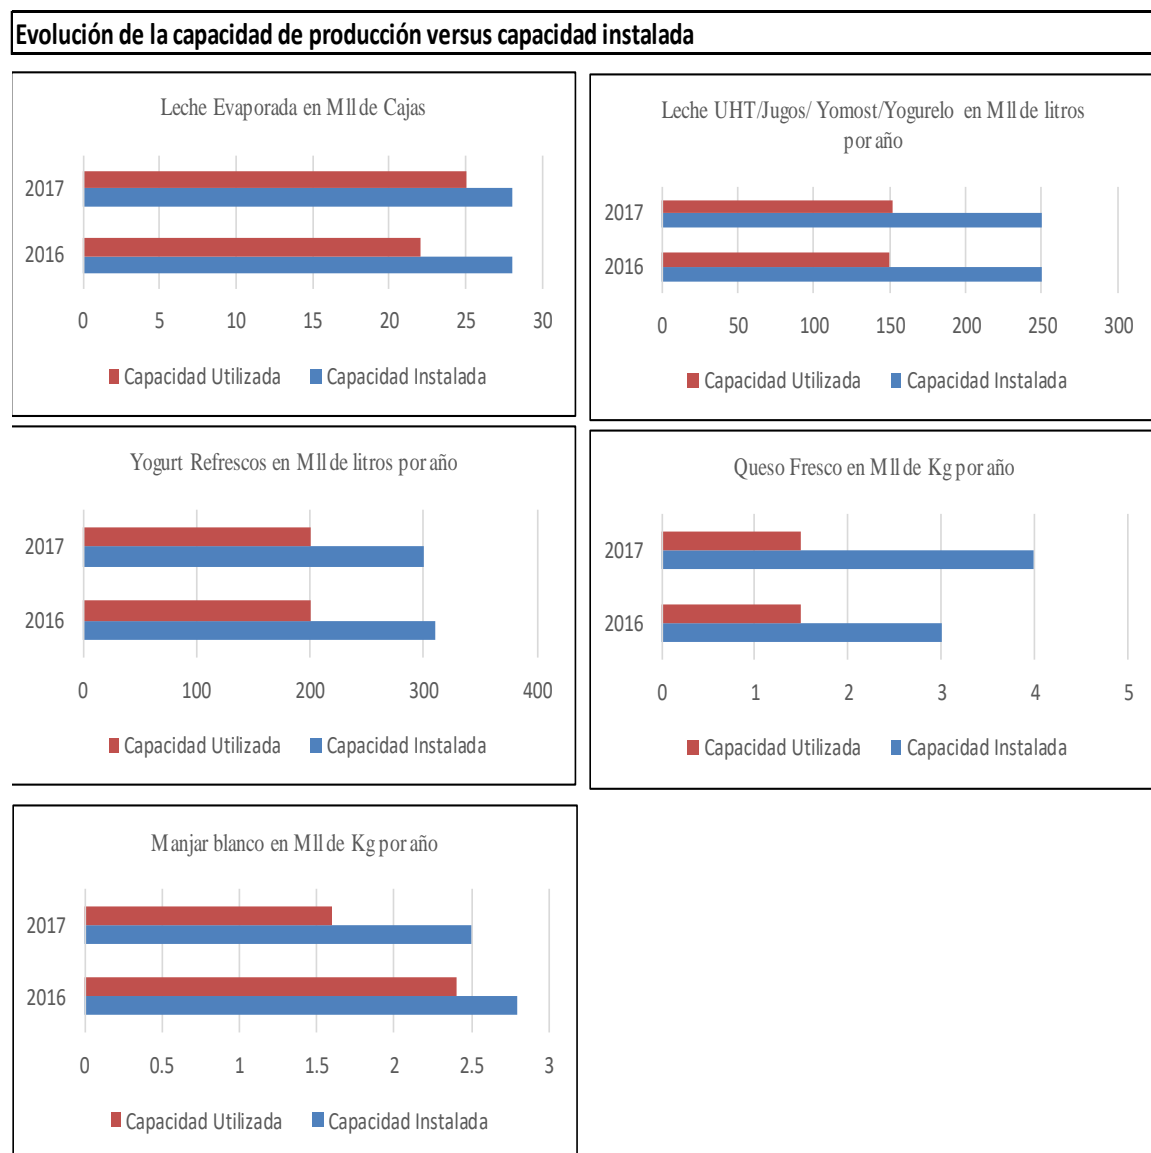 Evolución de la capacidad de producción versus capacidad instalada
Leche Evaporada en Mll de Cajas
2017
2016
0 5 10 15 20 25 30
Capacidad Utilizada Capacidad Instalada
Leche UHT/Jugos/ Yomost/Yogurelo en Mll de litros
por año
2017
2016
0 50 100 150 200 250 300
Capacidad Utilizada Capacidad Instalada
Yogurt Refrescos en Mll de litros por año
2017
2016
0 100 200 300 400
Capacidad Utilizada Capacidad Instalada
Queso Fresco en Mll de Kg por año
2017
2016
0 1 2 3 4 5
Capacidad Utilizada Capacidad Instalada
Manjar blanco en Mll de Kg por año
2017
2016
0 0.5 1 1.5 2 2.5 3
Capacidad Utilizada Capacidad Instalada